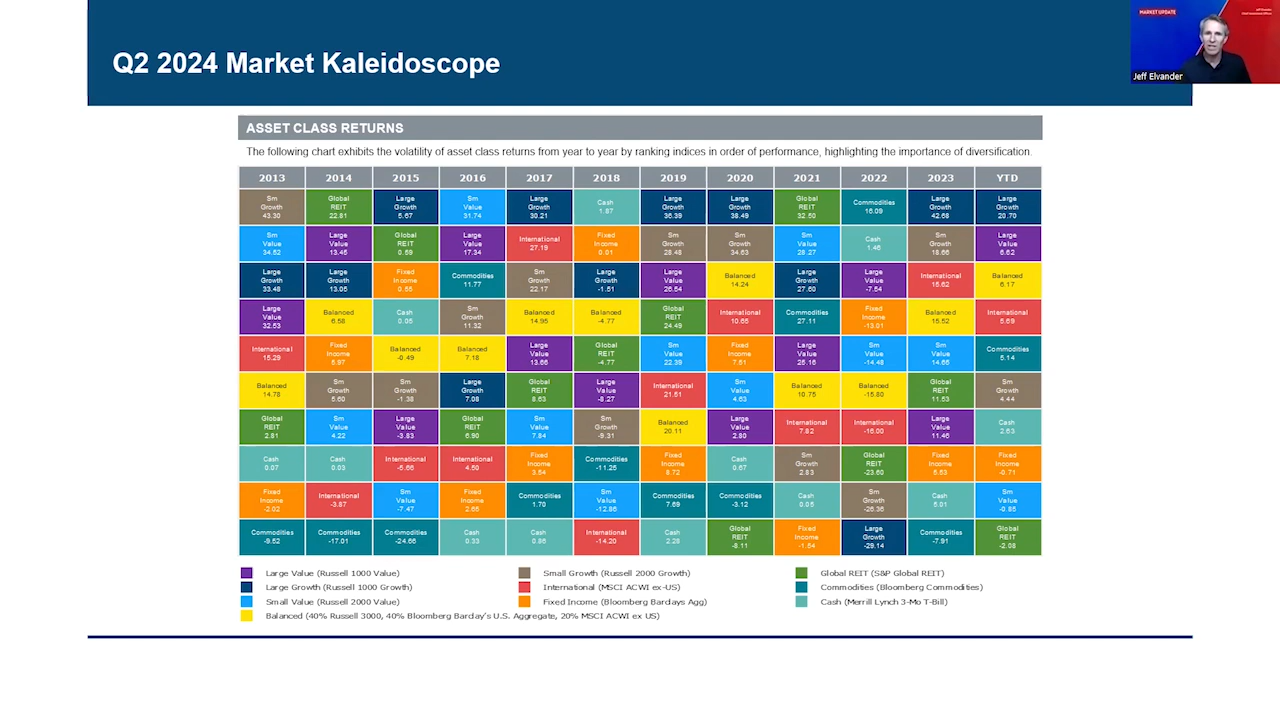 Q2 2024 Market Kaleidoscope
MARKET UPDATE
Jeff Elvander
Jeff Elvander
ASSET CLASS RETURNS
The following chart exhibits the volatility of asset class returns from year to year by ranking indices in order of performance, highlighting the importance of diversification.
2013 2014 2015 2016 2017 2018 2019 2020 2021 2022 2023 YTD
Sm Global Large Sm Large Cash Large Large Global Commodities Large Large
Growth REIT Growth Value Growth 1.87 Growth Growth REIT 16.09 Growth Growth
43.30 22.81 5.67 31.74 30.21 36.39 38.49 32.50 42.68 20.70
Sm Large Global Large International Fixed Sm Sm Sm Cash Sm Large
Value Value REIT Value 27.19 Income Growth Growth Value 1.46 Growth Value
34.52 13.45 0.59 17.34 0.01 28.48 34.63 28.27 18.66 6.62
Large Large Fixed Commodities Sm Large Large Balanced Large Large International Balanced
Growth Growth Income 11.77 Growth Growth Value 14.24 Growth Value 15.62 6.17
33.48 13.05 0.55 22.17 -1.51 26.54 27.60 -7.54
Large Balanced Cash Sm Balanced Balanced Global International Commodities Fixed Balanced International
Value 6.58 0.05 Growth 14.95 -4.77 REIT 10.65 27.11 Income 15.52 5.69
32.53 11.32 24.49 -13.01
International Fixed Balanced Balanced Large Global Sm Fixed Large Sm Sm Commodities
15.29 Income -0.49 7.18 Value REIT Value Income Value Value Value 5.14
5.97 13.66 -4.77 22.39 7.51 25.16 -14.48 14.65
Balanced Sm Sm Large Global Large International Sm Balanced Balanced Global Sm
14.78 Growth Growth Growth REIT Value 21.51 Value 10.75 -15.80 REIT Growth
5.60 -1.38 7.08 8.63 -8.27 4.63 11.53 4.44
Global Sm Large Global Sm Sm Balanced Large International International Large Cash
REIT Value Value REIT Value Growth 20.11 Value 7.82 -16.00 Value 2.63
2.81 4.22 -3.83 6.90 7.84 -9.31 2.80 11.46
Cash Cash International International Fixed Commodities Fixed Cash Sm Global Fixed Fixed
0.07 0.03 -5.66 4.50 Income -11.25 Income 0.67 Growth REIT Income Income
3.54 8.72 2.83 -23.60 5.53 -0.71
Fixed International Sm Fixed Commodities Sm Commodities Commodities Cash Sm Cash Sm
Income -3.87 Value Income 1.70 Value 7.69 -3.12 0.05 Growth 5.01 Value
-2.02 -7.47 2.65 -12.86 -26.36 -0.85
Commodities Commodities Commodities Cash Cash International Cash Global Fixed Large Commodities Global
-9.52 -17.01 -24.66 0.33 0.86 -14.20 2.28 REIT Income Growth -7.91 REIT
-8.11 -1.54 -29.14 -2.08
Large Value (Russell 1000 Value) Small Growth (Russell 2000 Growth) Global REIT (S&P Global REIT)
Large Growth (Russell 1000 Growth) International (MSCI ACWI ex-US) Commodities (Bloomberg Commodities)
Small Value (Russell 2000 Value) Fixed Income (Bloomberg Barclays Agg) Cash (Merrill Lynch 3-Mo T-Bill)
Balanced (40% Russell 3000, 40% Bloomberg Barclay's U.S. Aggregate, 20% MSCI ACWI ex US)